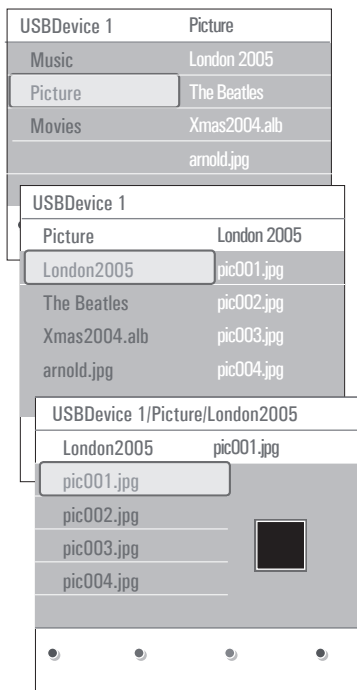 USBDevice 1 Picture
Music London 2005
Picture The Beatles
Movies Xmas2004.alb
arnold.jpg
USBDevice 1
Picture London 2005
London2005 pic001.jpg
The Beatles pic002.jpg
Xmas2004.alb pic003.jpg
arnold.jpg pic004.jpg
USBDevice 1/Picture/London2005
London2005 pic001.jpg
pic001.jpg
pic002.jpg
pic003.jpg
pic004.jpg